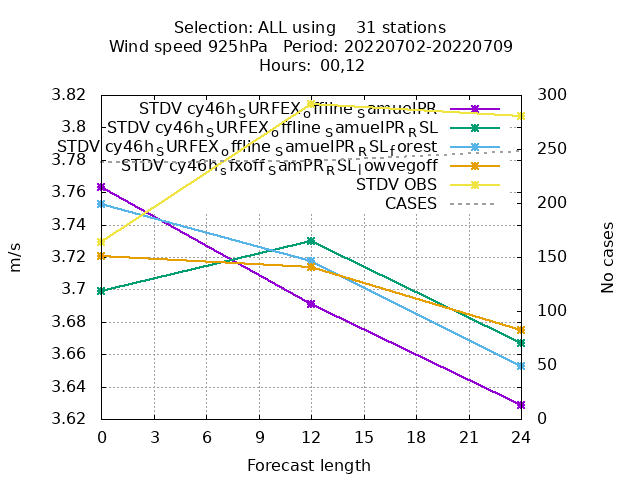 Selection: ALL using 31 stations
Wind speed 925hPa Period: 20220702-20220709
Hours: 00,12
STDV cy46h_SURFEX_offline_SamuelPR
STDV cy46h_SURFEX_offline_SamuelPR_RSL
STDV cy46h_SURFEX_offline_SamuelPR_RSL_forest
STDV cy46h_sfxoff_SamPR_RSL_lowvegoff
STDV OBS
CASES
3.82
3.8
3.78
3.76
3.74
3.72
3.7
3.68
3.66
3.64
3.62
m/s
300
250
200
150
100
50
0
No cases
0 3 6 9 12 15 18 21 24
Forecast length